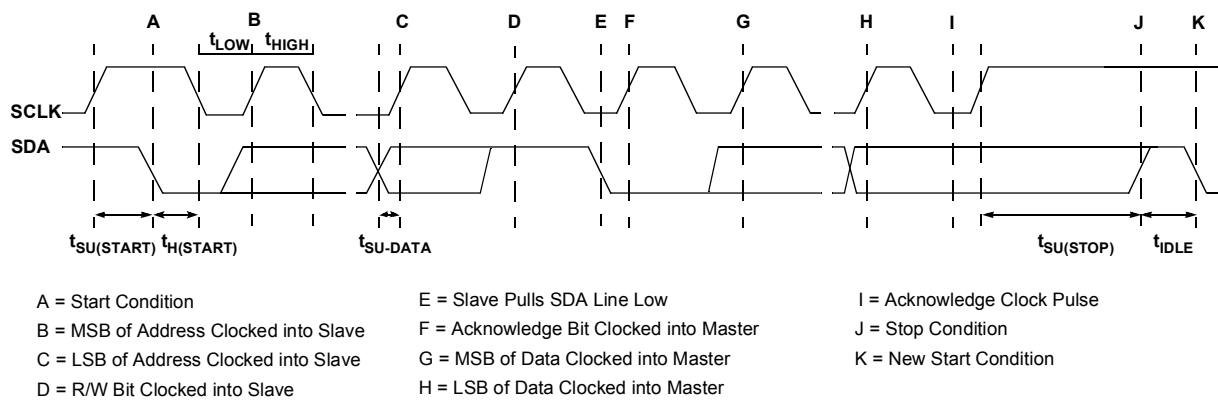 A B C D E F G H I J K
tLOW tHIGH
SCLK
SDA
tSU(START) tH(START) tSU-DATA tSU(STOP) tIDLE
A = Start Condition
B = MSB of Address Clocked into Slave
C = LSB of Address Clocked into Slave
D = R/W Bit Clocked into Slave
E = Slave Pulls SDA Line Low
F = Acknowledge Bit Clocked into Master
G = MSB of Data Clocked into Master
H = LSB of Data Clocked into Master
I = Acknowledge Clock Pulse
J = Stop Condition
K = New Start Condition